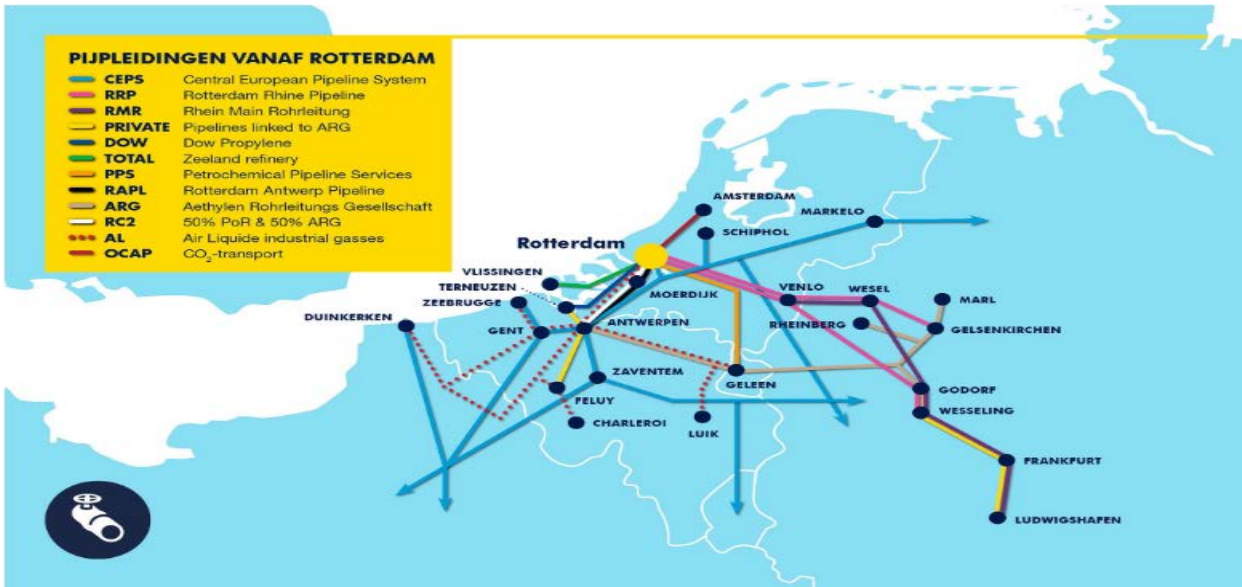 PIJPLEIDINGEN VANAF ROTTERDAM
CEPS Central European Pipeline System
RRP Rotterdam Rhine Pipeline
RMR Rhein Main Rohrleitung
PRIVATE Pipelines linked to ARG
DOW Dow Propylene
TOTAL Zeeland refinery
PPS Petrochemical Pipeline Services
RAPL Rotterdam Antwerp Pipeline
ARG Aethylen Rohrleitungs Gesellschaft
RC2 50% PoR & 50% ARG
AL Air Liquide industrial gasses
OCAP CO₂-transport
AMSTERDAM
MARKELO
SCHIPHOL
Rotterdam
VLISSINGEN
TERNEUZEN
ZEEBRUGGE
MOERDIJK
VENLO
WESEL
MARL
DUINKERKEN
GENT
ANTWERPEN
RHEINBERG
GELSENKIRCHEN
ZAVENTEM
GELEEN
FELUY
GODORF
WESSELING
CHARLEROI
LUIK
FRANKFURT
LUDWIGSHAFEN